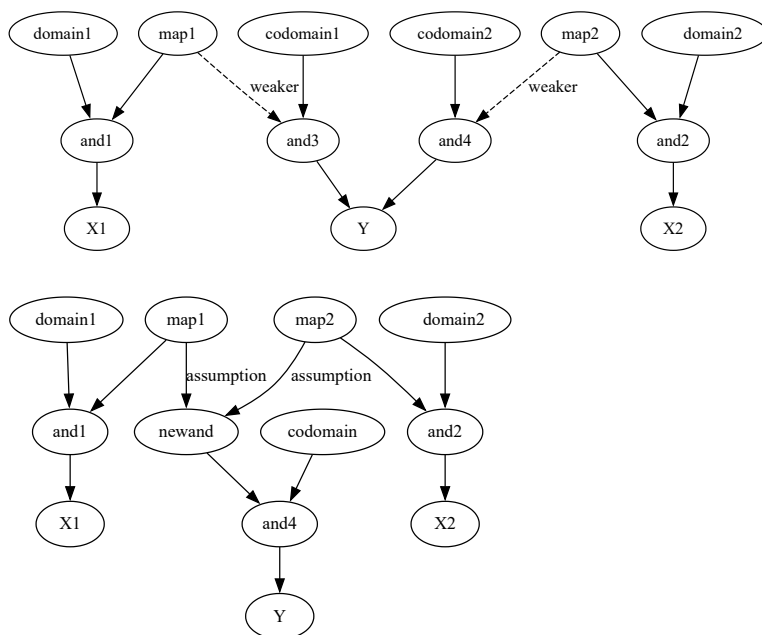 domain1 map1 codomain1 codomain2 map2 domain2
weaker weaker
and1 and3 and4 and2
X1 Y X2
domain1 map1 map2 domain2
assumption assumption
and1 newand codomain and2
X1 and4 X2
Y